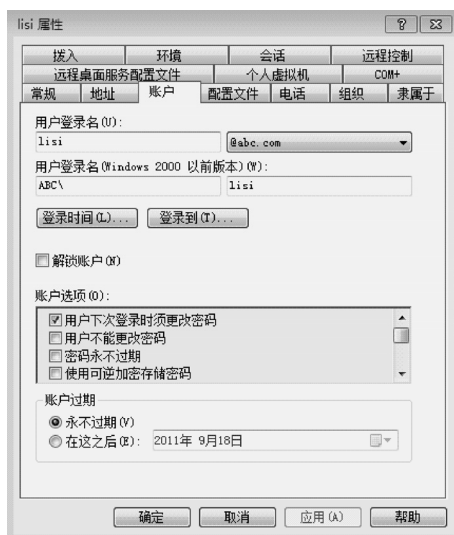 lisi 属性
拨入 环境 会话 远程控制
远程桌面服务配置文件 个人虚拟机 COM+
常规 地址 账户 配置文件 电话 组织 隶属于
用户登录名(U):
lisi @abc.com
用户登录名(Windows 2000 以前版本)(W):
ABC\ lisi
登录时间(L)... 登录到(T)...
解锁账户(N)
账户选项(O):
用户下次登录时须更改密码
用户不能更改密码
密码永不过期
使用可逆加密存储密码
账户过期
永不过期(V)
在这之后(E): 2011年 9月18日
确定 取消 应用(A) 帮助